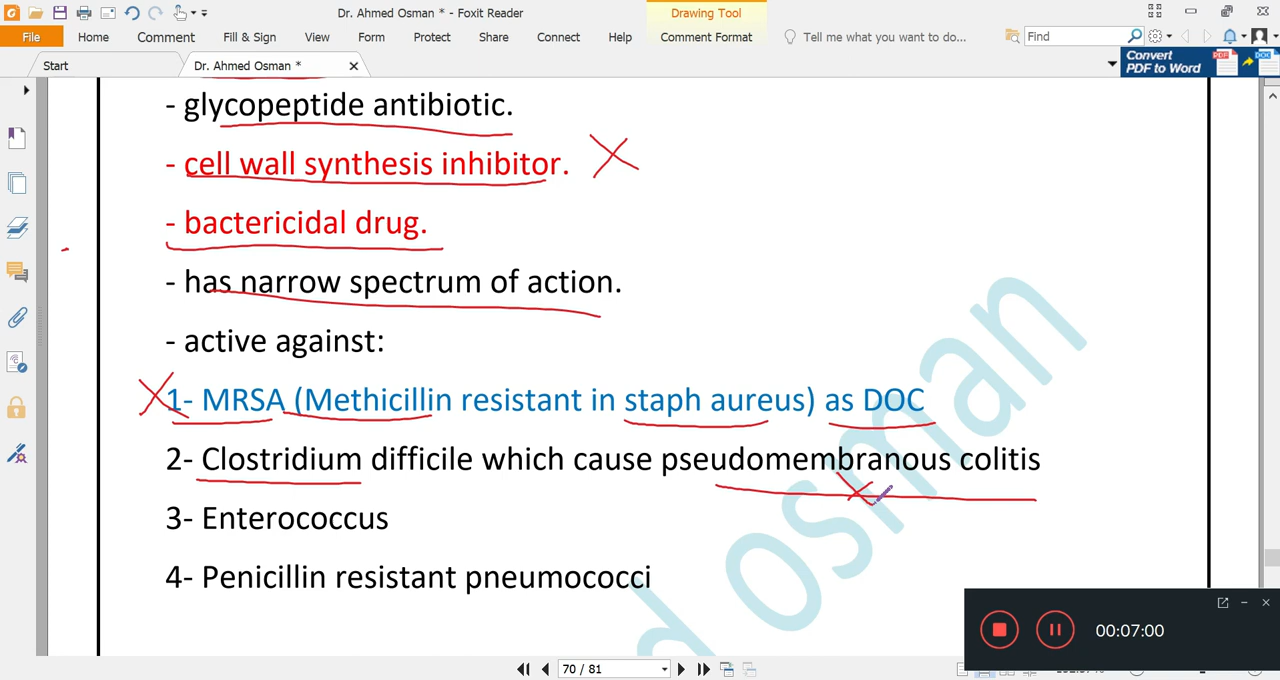 Dr. Ahmed Osman * - Foxit Reader
Drawing Tool
File
Home
Comment
Fill & Sign
View
Form
Protect
Share
Connect
Help
Comment Format
Tell me what you want to do...
Find
Start
Dr. Ahmed Osman *
Convert
PDF to Word
- glycopeptide antibiotic.
- cell wall synthesis inhibitor.
- bactericidal drug.
- has narrow spectrum of action.
- active against:
1- MRSA (Methicillin resistant in staph aureus) as DOC
2- Clostridium difficile which cause pseudomembranous colitis
3- Enterococcus
4- Penicillin resistant pneumococci
d osman
00:07:00
70 / 81